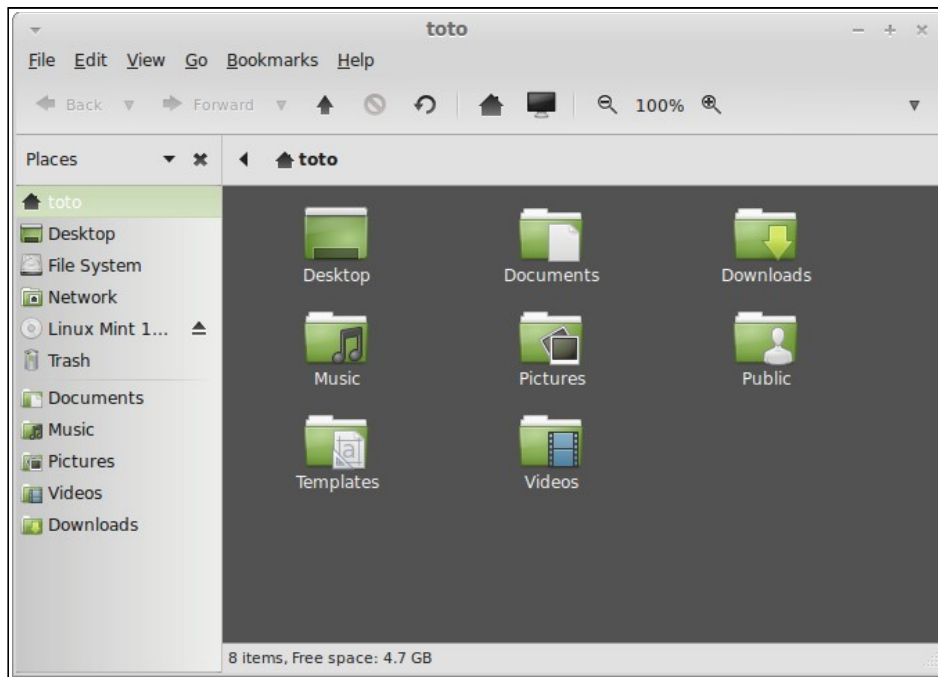 toto
File Edit View Go Bookmarks Help
Back Forward 100%
Places
toto
toto
Desktop
File System
Network
Linux Mint 1...
Trash
Documents
Music
Pictures
Videos
Downloads
Desktop Documents Downloads
Music Pictures Public
a
Templates Videos
8 items, Free space: 4.7 GB